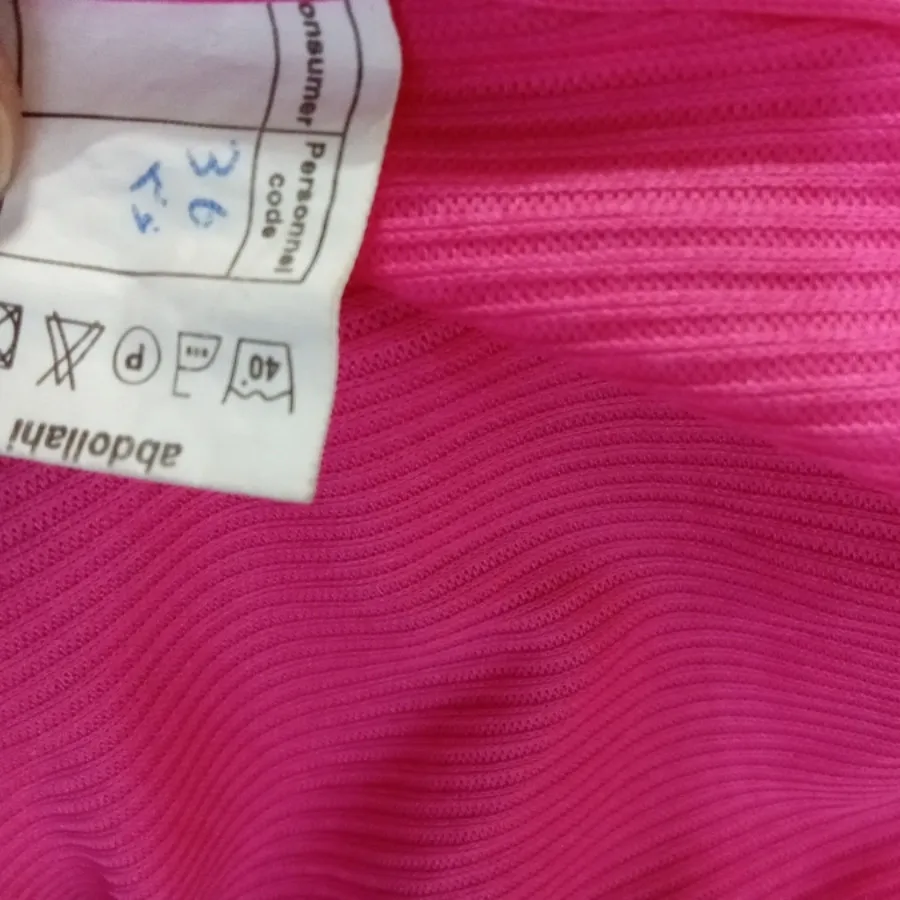 onsumer
Personnel
code
36
40°
P
abdollahi